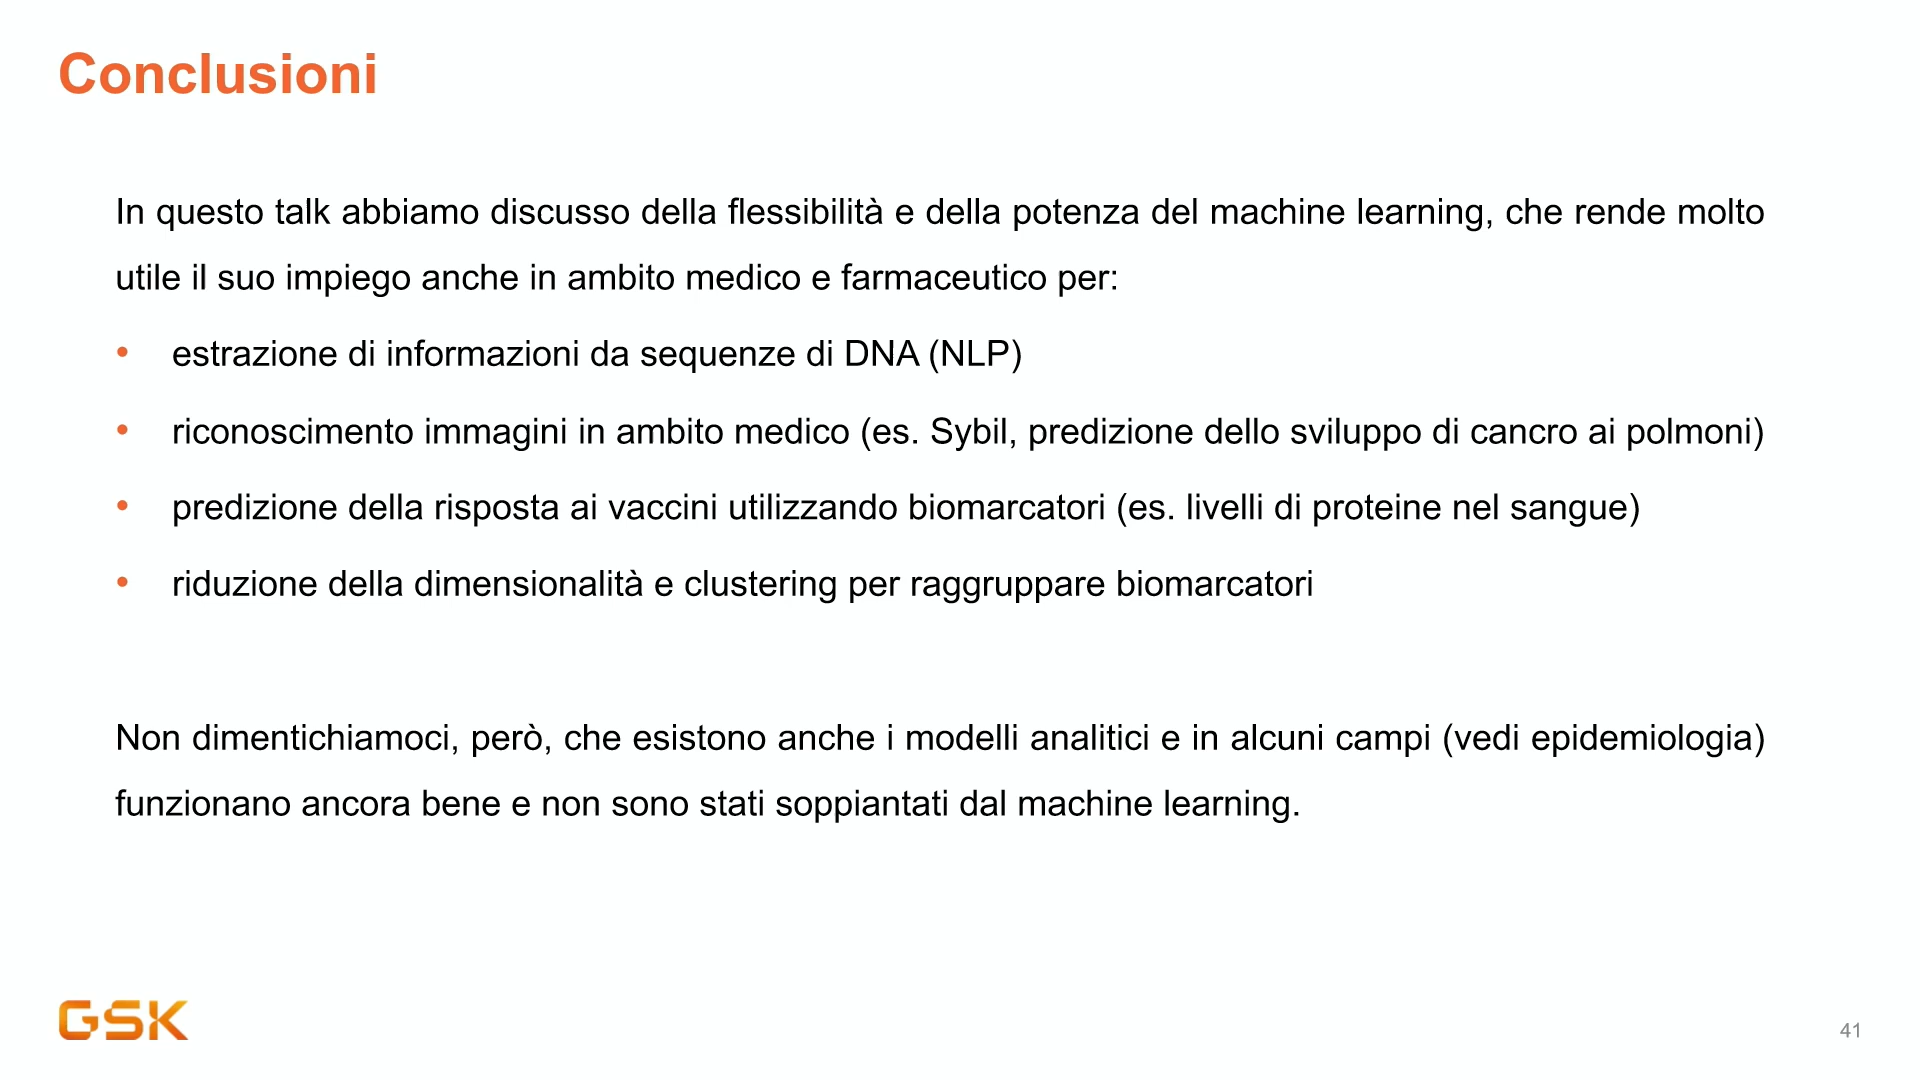 Conclusioni
In questo talk abbiamo discusso della flessibilità e della potenza del machine learning, che rende molto
utile il suo impiego anche in ambito medico e farmaceutico per:
• estrazione di informazioni da sequenze di DNA (NLP)
• riconoscimento immagini in ambito medico (es. Sybil, predizione dello sviluppo di cancro ai polmoni)
• predizione della risposta ai vaccini utilizzando biomarcatori (es. livelli di proteine nel sangue)
• riduzione della dimensionalità e clustering per raggruppare biomarcatori
Non dimentichiamoci, però, che esistono anche i modelli analitici e in alcuni campi (vedi epidemiologia)
funzionano ancora bene e non sono stati soppiantati dal machine learning.
GSK
41